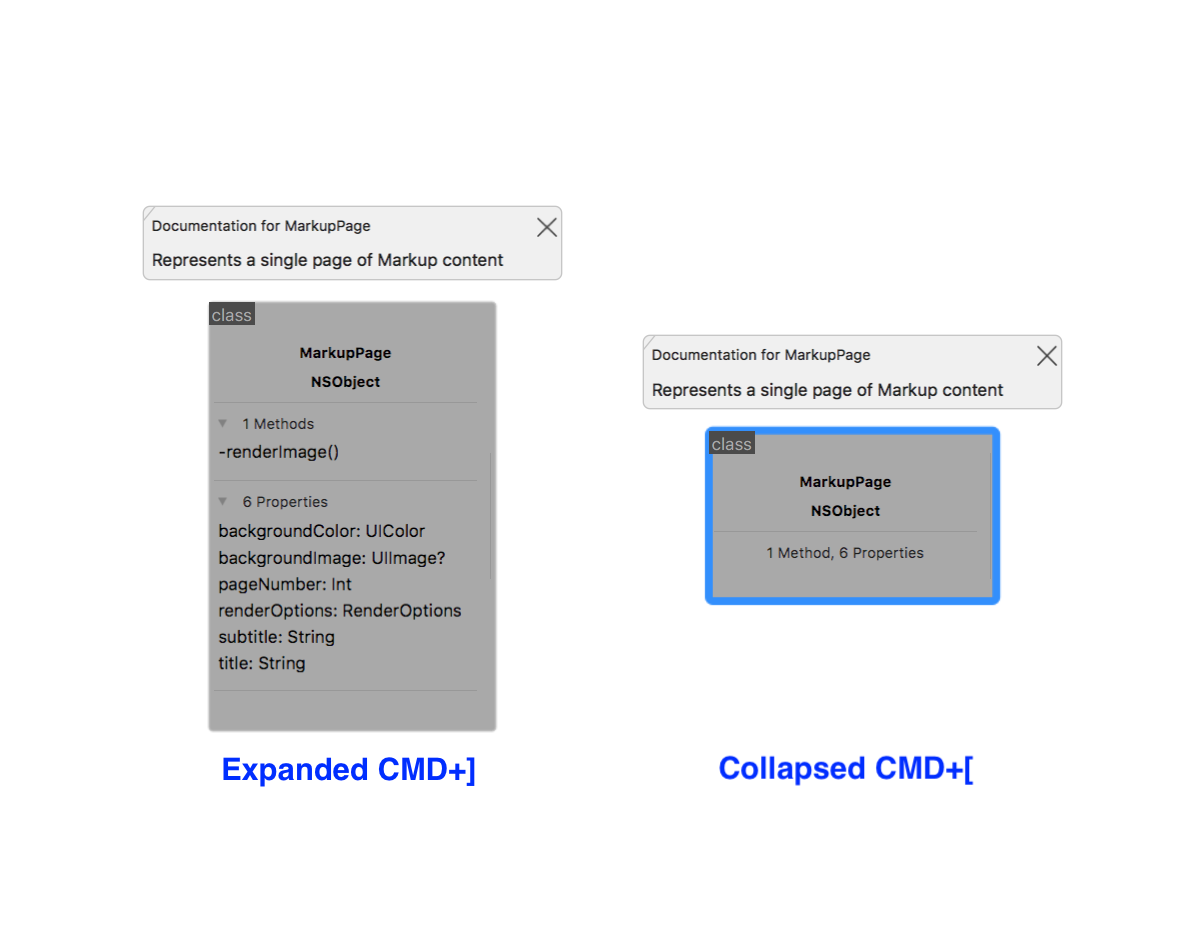 Documentation for MarkupPage
Represents a single page of Markup content
class
MarkupPage
NSObject
1 Methods
-renderImage()
6 Properties
backgroundColor: UIColor
backgroundImage: UIImage?
pageNumber: Int
renderOptions: RenderOptions
subtitle: String
title: String
Expanded CMD+]
Documentation for MarkupPage
Represents a single page of Markup content
class
MarkupPage
NSObject
1 Method, 6 Properties
Collapsed CMD+[